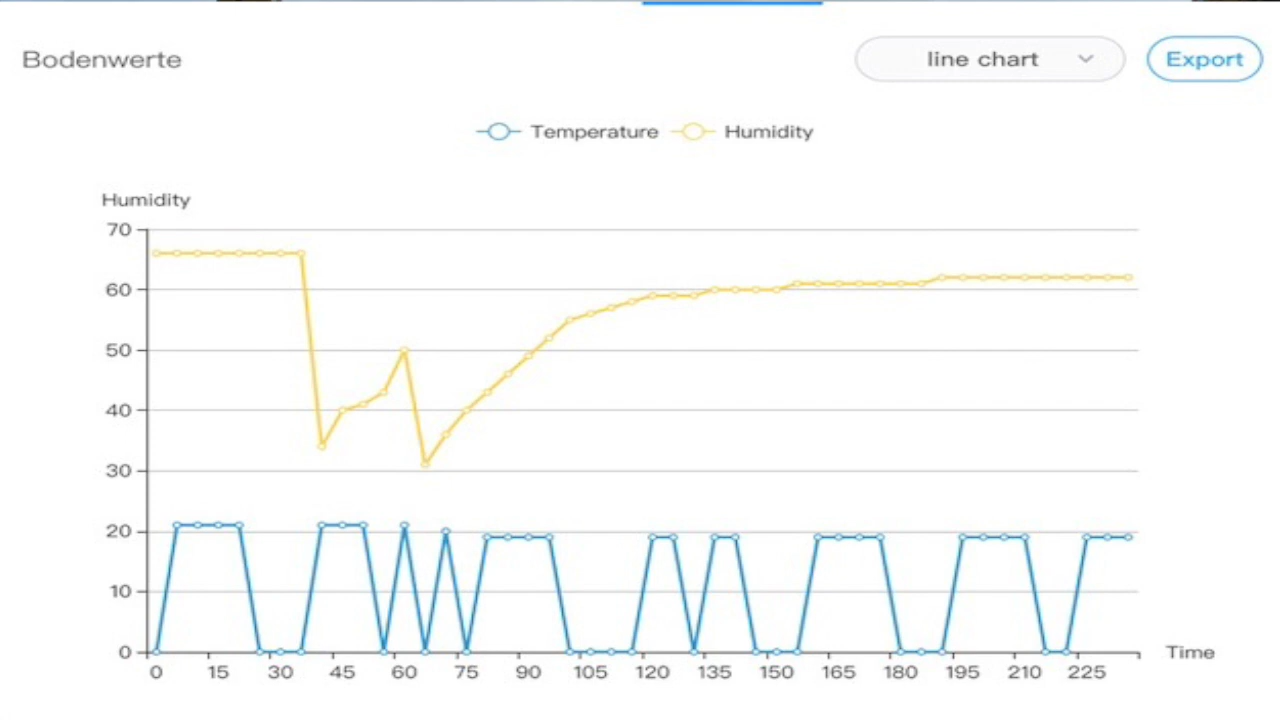 Bodenwerte
line chart
Export
Temperature
Humidity
Humidity
70
60
50
40
30
20
10
0
0 15 30 45 60 75 90 105 120 135 150 165 180 195 210 225
Time